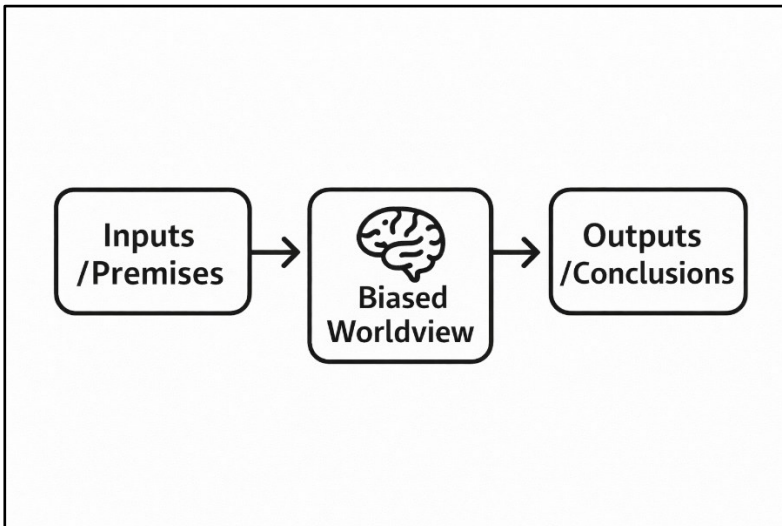 Inputs
/Premises
Biased
Worldview
Outputs
/Conclusions